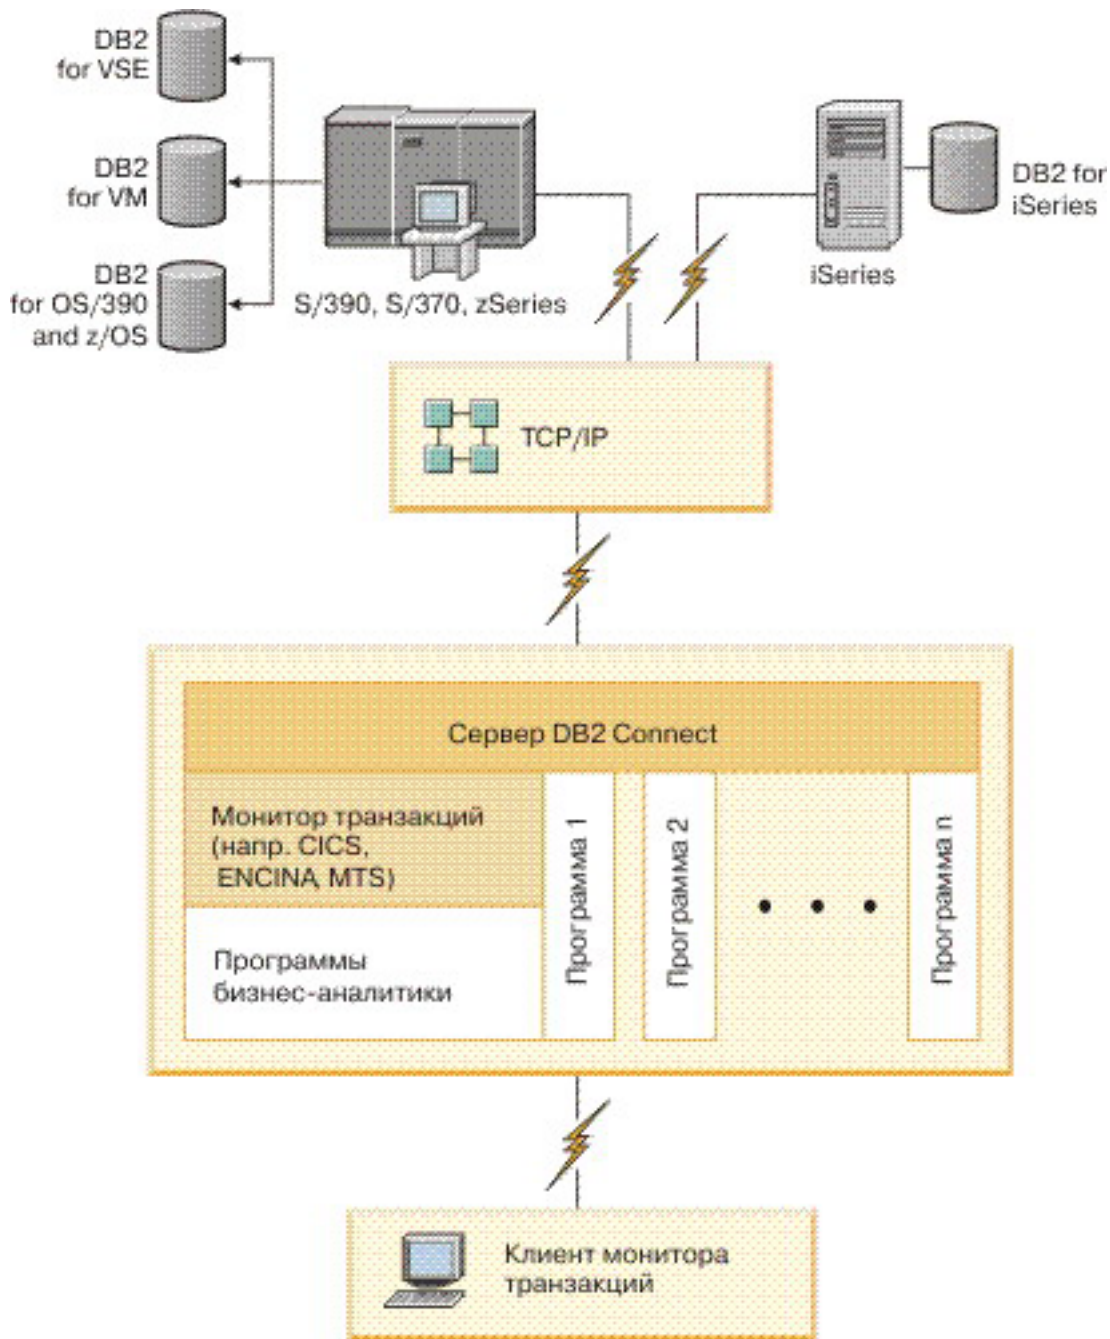 DB2
for VSE
DB2
for VM
DB2
for OS/390
and z/OS
S/390, S/370, zSeries
iSeries
DB2 for
iSeries
TCP/IP
Сервер DB2 Connect
Монитор транзакций
(напр. CICS,
ENCINA, MTS)
Программы
бизнес-аналитики
Программа 1
Программа 2
Программа n
Клиент монитора
транзакций